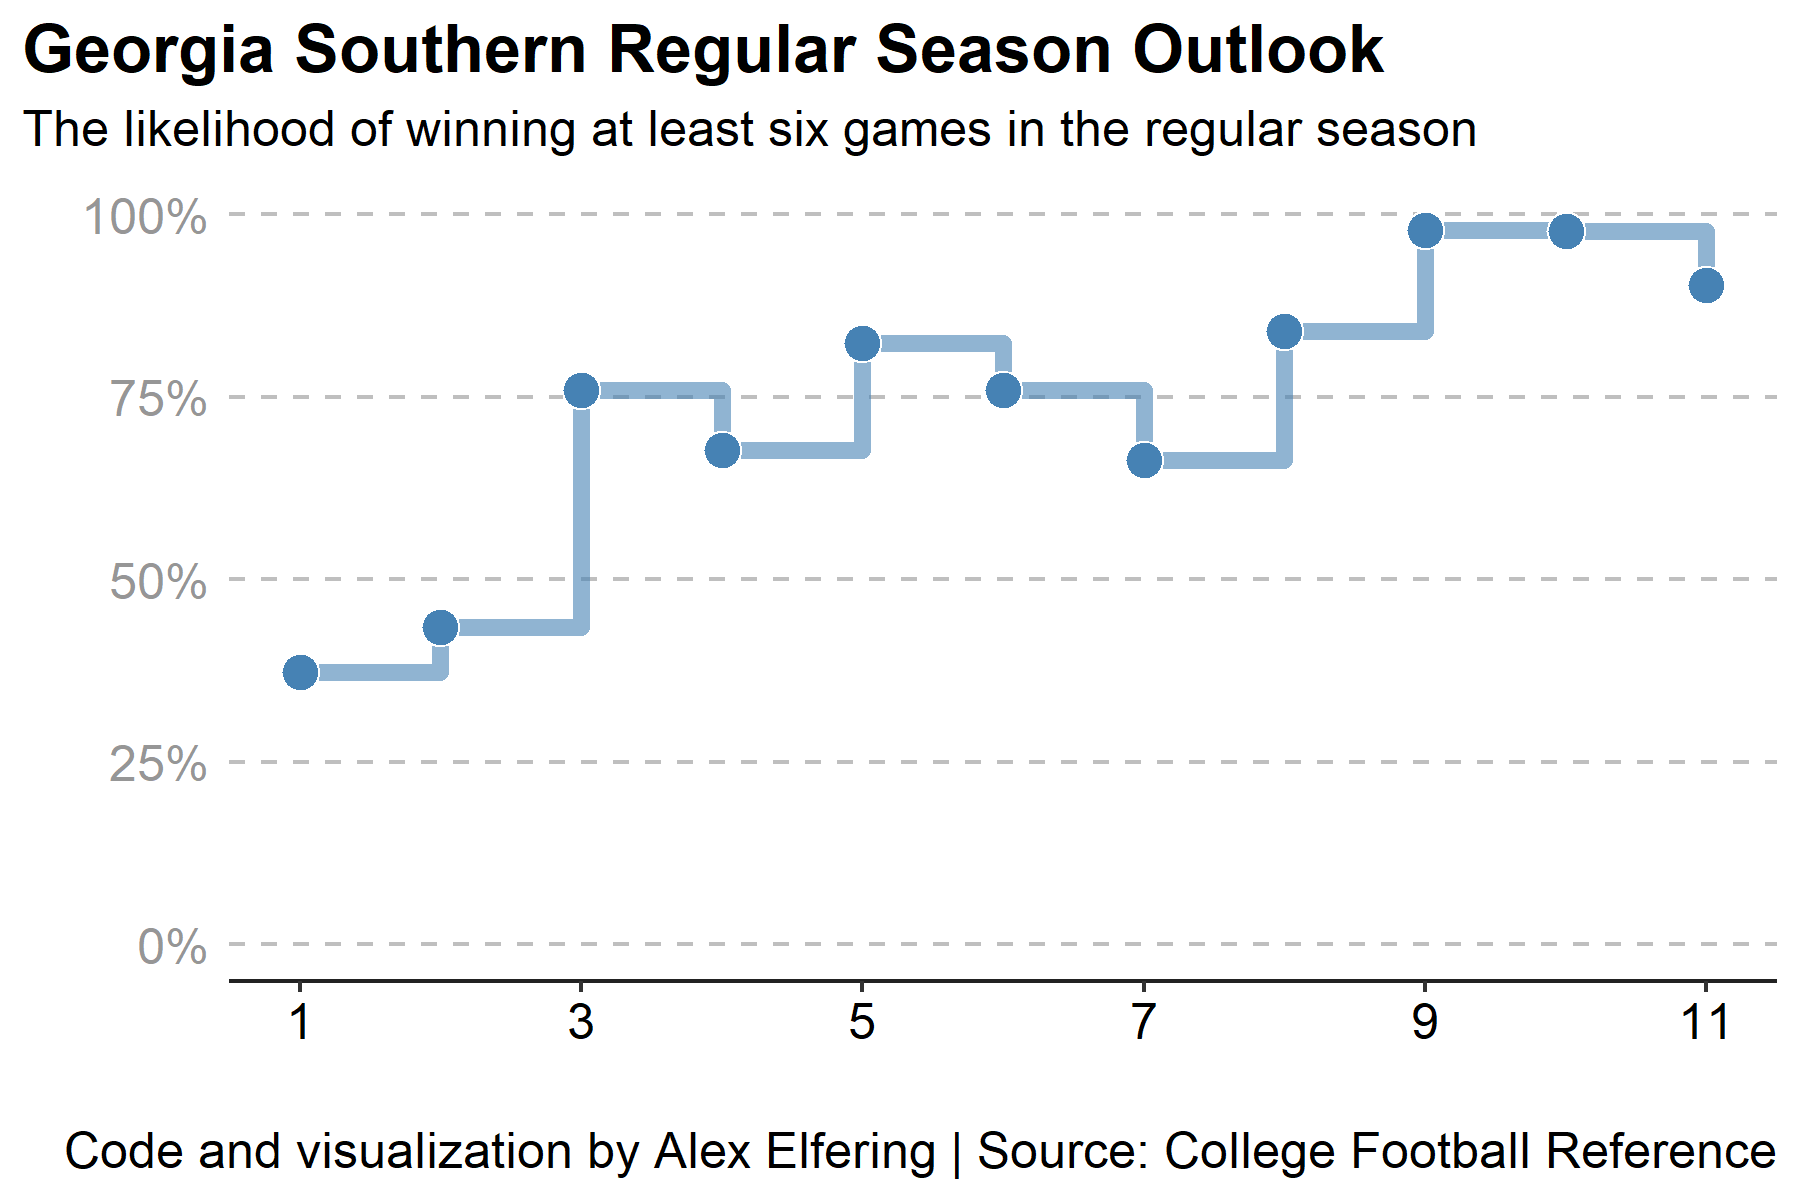 Georgia Southern Regular Season Outlook
The likelihood of winning at least six games in the regular season
100%
75%
50%
25%
0%
1 3 5 7 9 11
Code and visualization by Alex Elfering | Source: College Football Reference